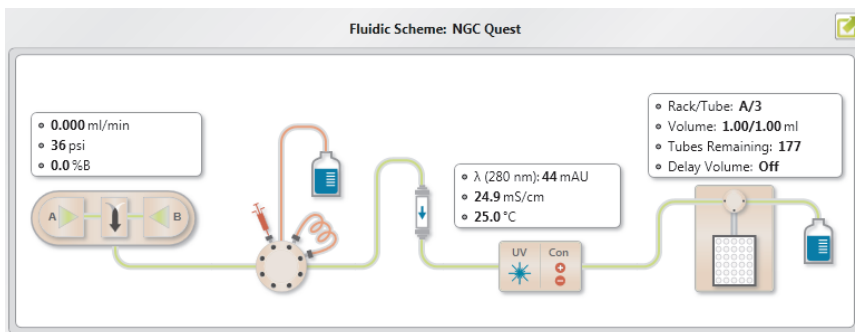 Fluidic Scheme: NGC Quest
0.000 ml/min
36 psi
0.0 %B
A
B
λ (280 nm): 44 mAU
24.9 mS/cm
25.0 °C
UV
Con
Rack/Tube: A/3
Volume: 1.00/1.00 ml
Tubes Remaining: 177
Delay Volume: Off